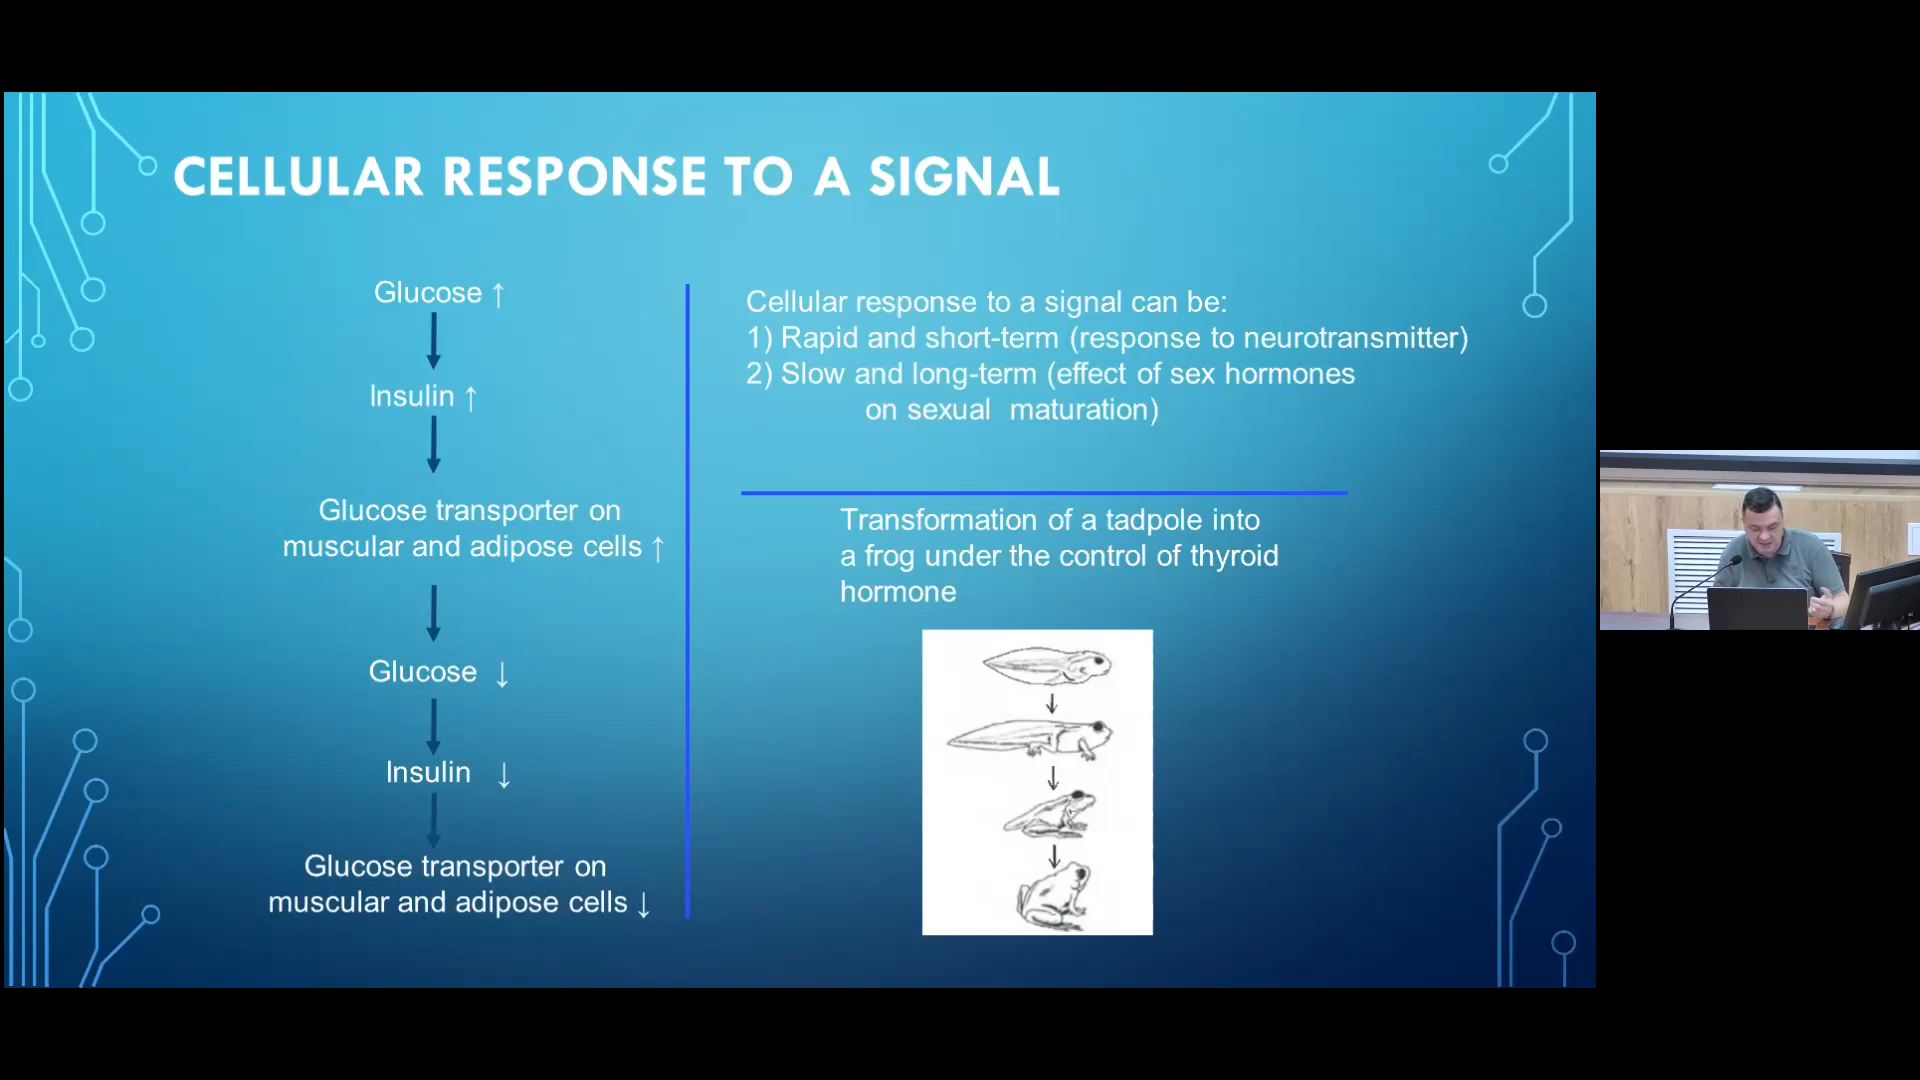 CELLULAR RESPONSE TO A SIGNAL
Glucose ↑
Insulin ↑
Glucose transporter on
muscular and adipose cells ↑
Glucose ↓
Insulin ↓
Glucose transporter on
muscular and adipose cells ↓
Cellular response to a signal can be:
1) Rapid and short-term (response to neurotransmitter)
2) Slow and long-term (effect of sex hormones
on sexual maturation)
Transformation of a tadpole into
a frog under the control of thyroid
hormone